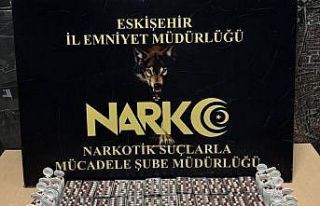 ESKİŞEHİR
İL EMNİYET MÜDÜRLÜĞÜ
NARKO
NARKOTİK SUÇLARLA
MÜCADELE ŞUBE MÜDÜRLÜĞÜ